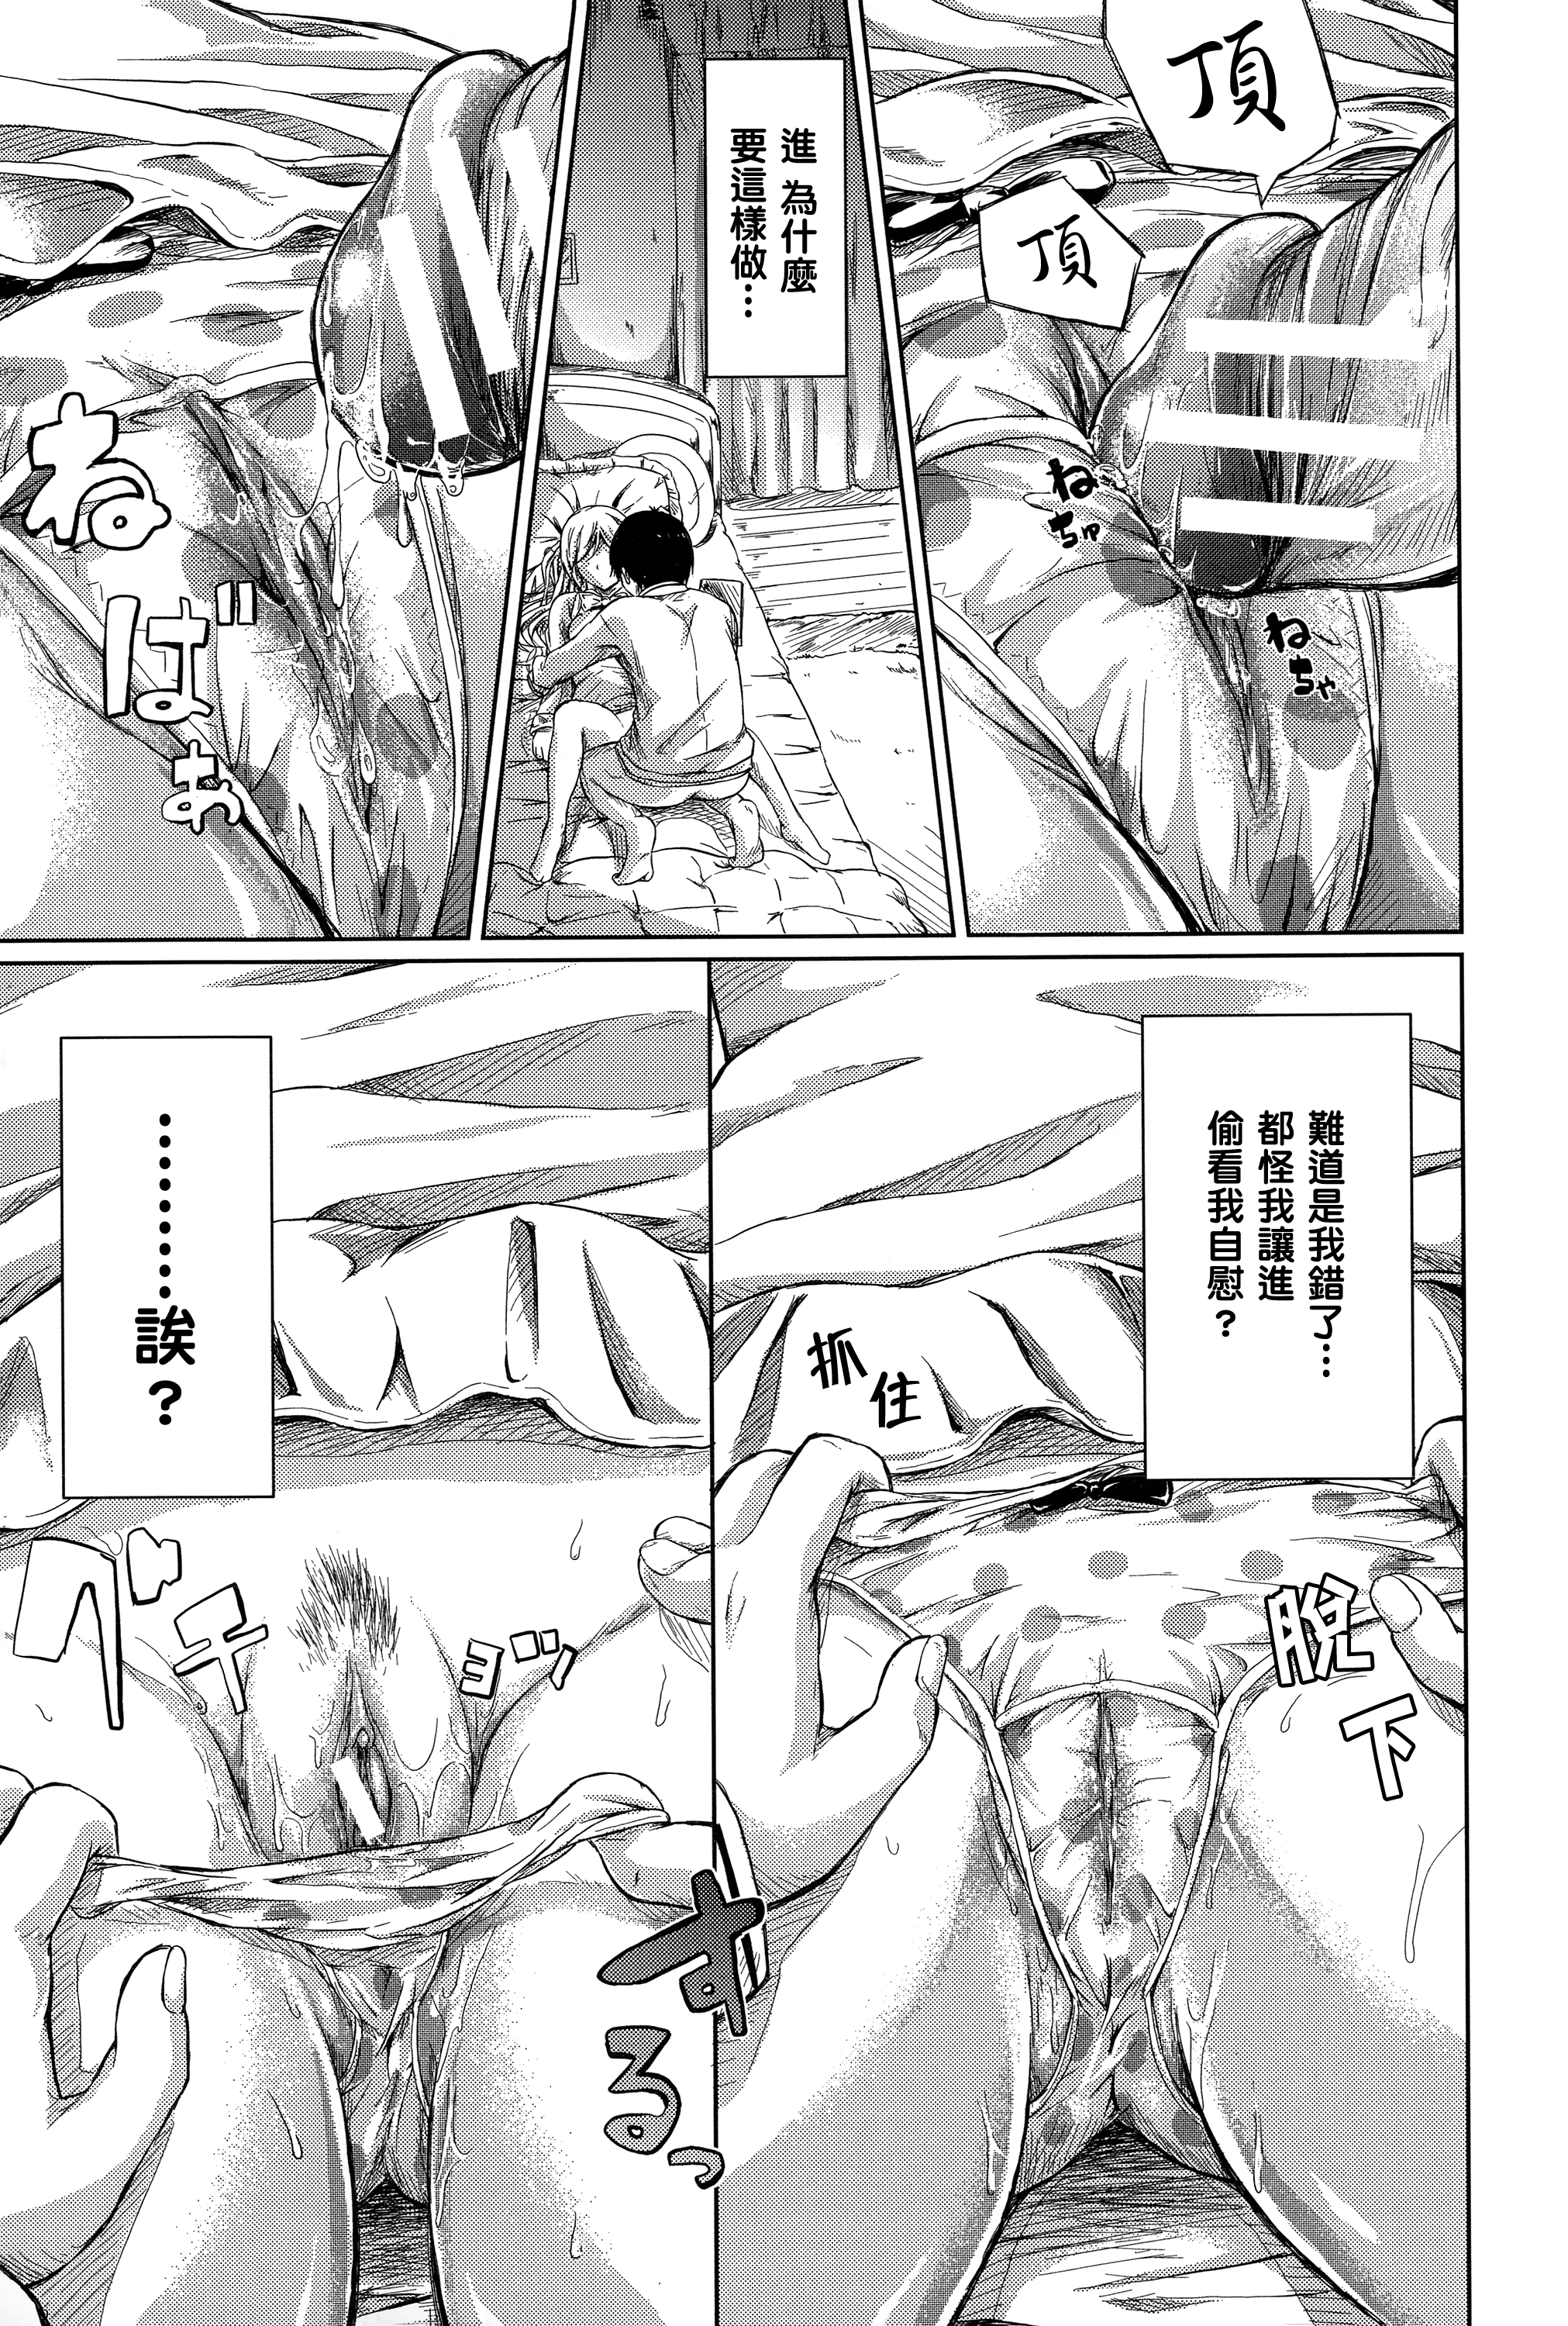 頂
頂
ねちゅ
ねちゃ
為什麼
進
要這樣做…
ねばぁ
難道是我錯了…
都怪我讓進
偷看我自慰？
抓住
脫下
…………誒？
ベチョッ
ずるっ